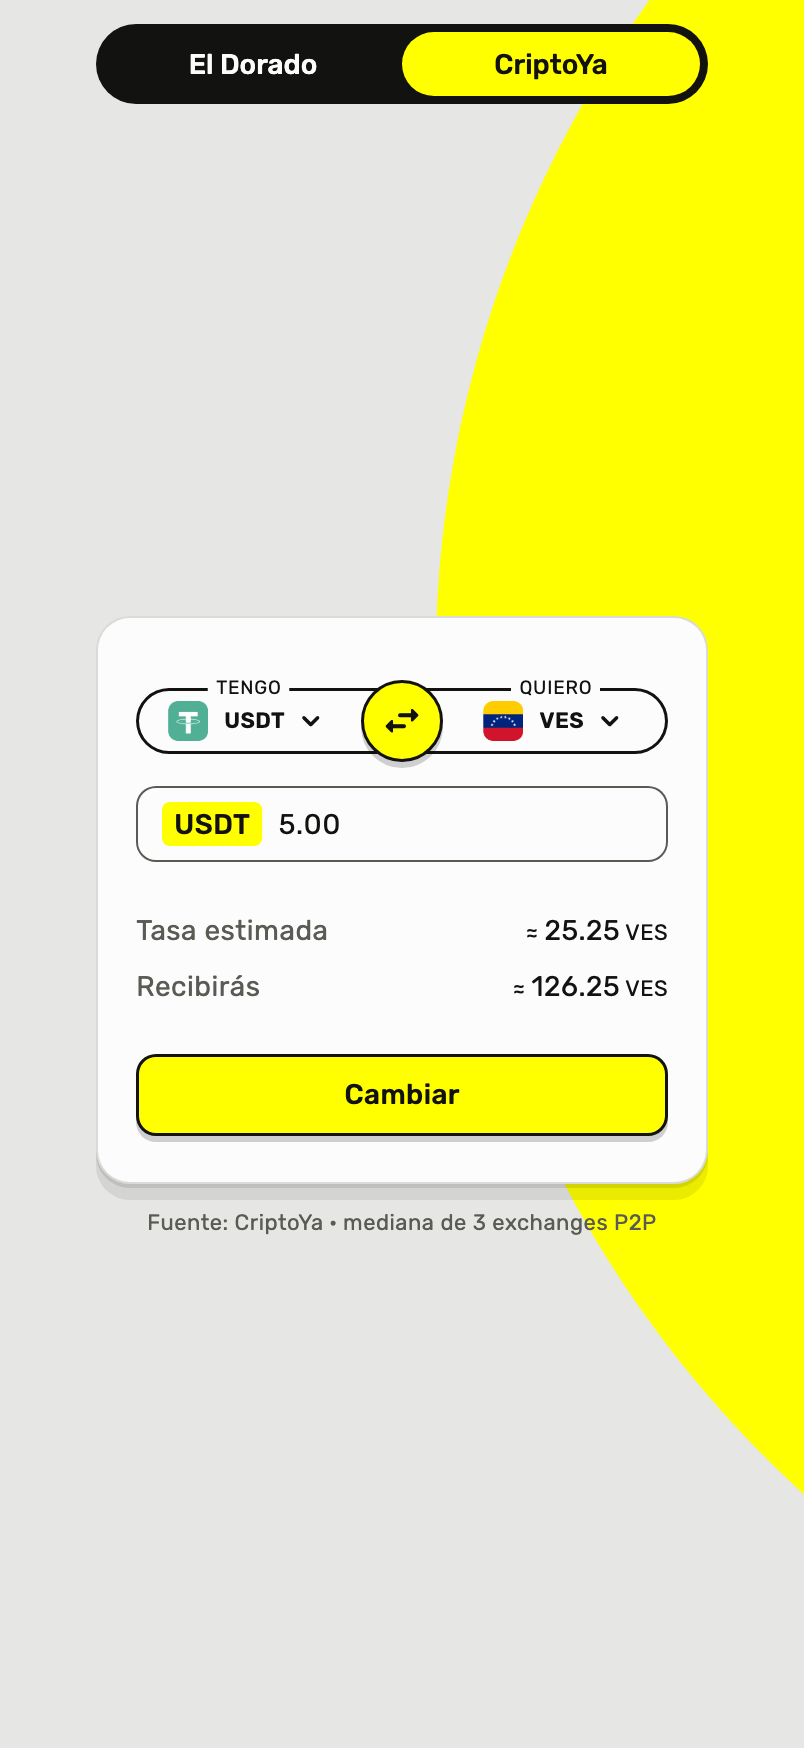 El Dorado CriptoYa
TENGO QUIERO
USDT VES
USDT 5.00
Tasa estimada ≈ 25.25 VES
Recibirás ≈ 126.25 VES
Cambiar
Fuente: CriptoYa • mediana de 3 exchanges P2P